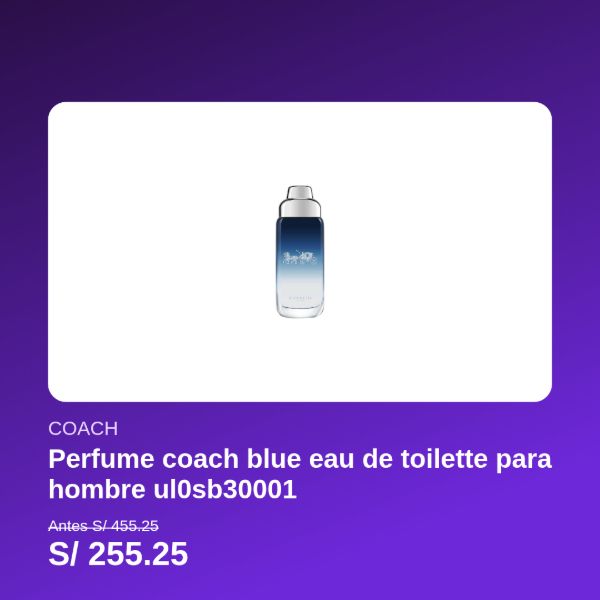 COACH
Perfume coach blue eau de toilette para
hombre ul0sb30001
Antes S/ 455.25
S/ 255.25